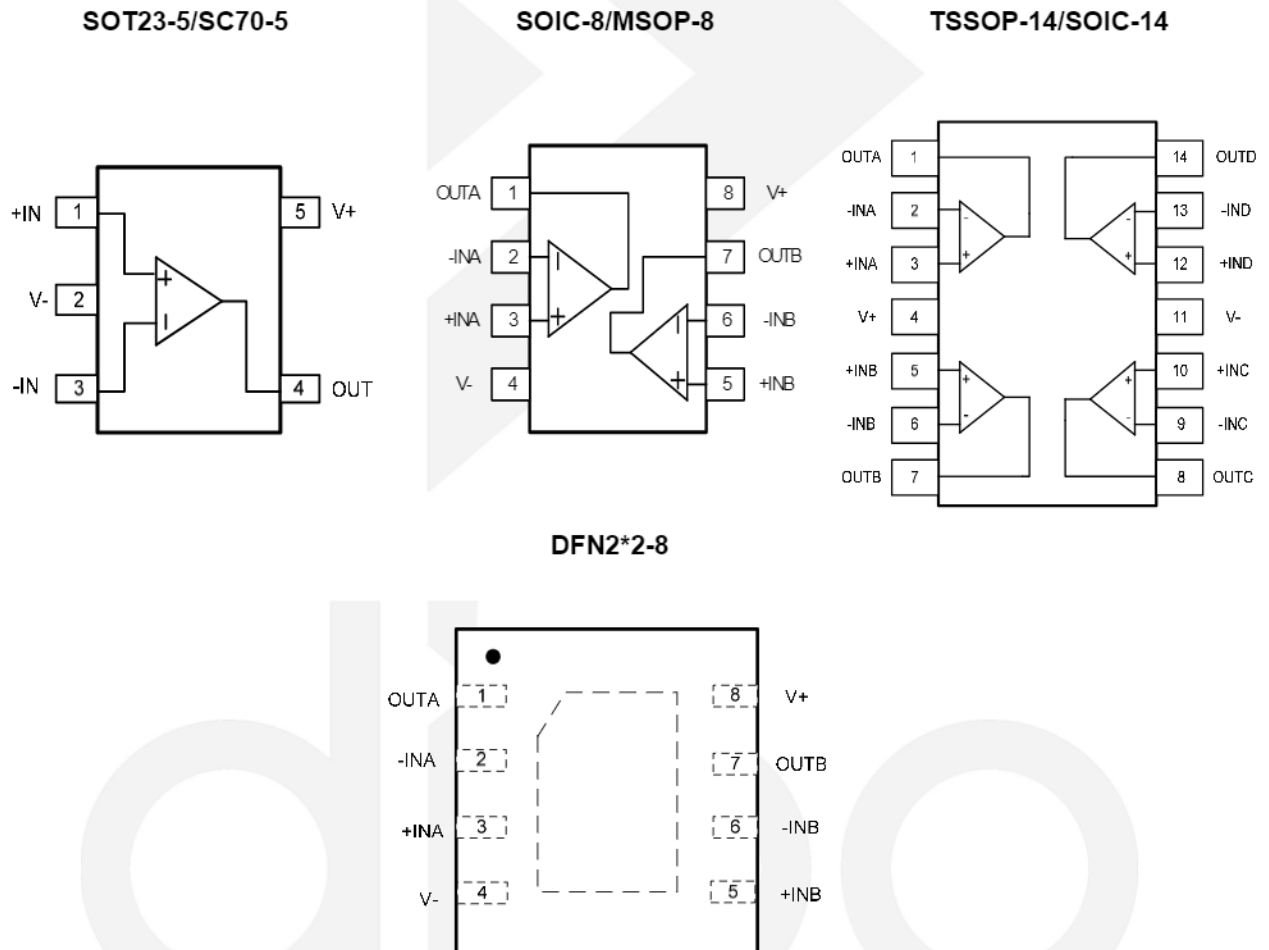 SOT23-5/SC70-5
SOIC-8/MSOP-8
TSSOP-14/SOIC-14
+IN 1
5 V+
V- 2
+
-
-IN 3
4 OUT
OUTA 1
8 V+
-INA 2
7 OUTB
-
+
+INA 3
6 -INB
-
+
V- 4
5 +INB
OUTA 1
14 OUTD
-INA 2
13 -IND
-
+
-
+
+INA 3
12 +IND
V+ 4
11 V-
+INB 5
10 +INC
+
-
+
-
-INB 6
9 -INC
OUTB 7
8 OUTC
DFN2*2-8
OUTA 1
8 V+
-INA 2
7 OUTB
+INA 3
6 -INB
V- 4
5 +INB